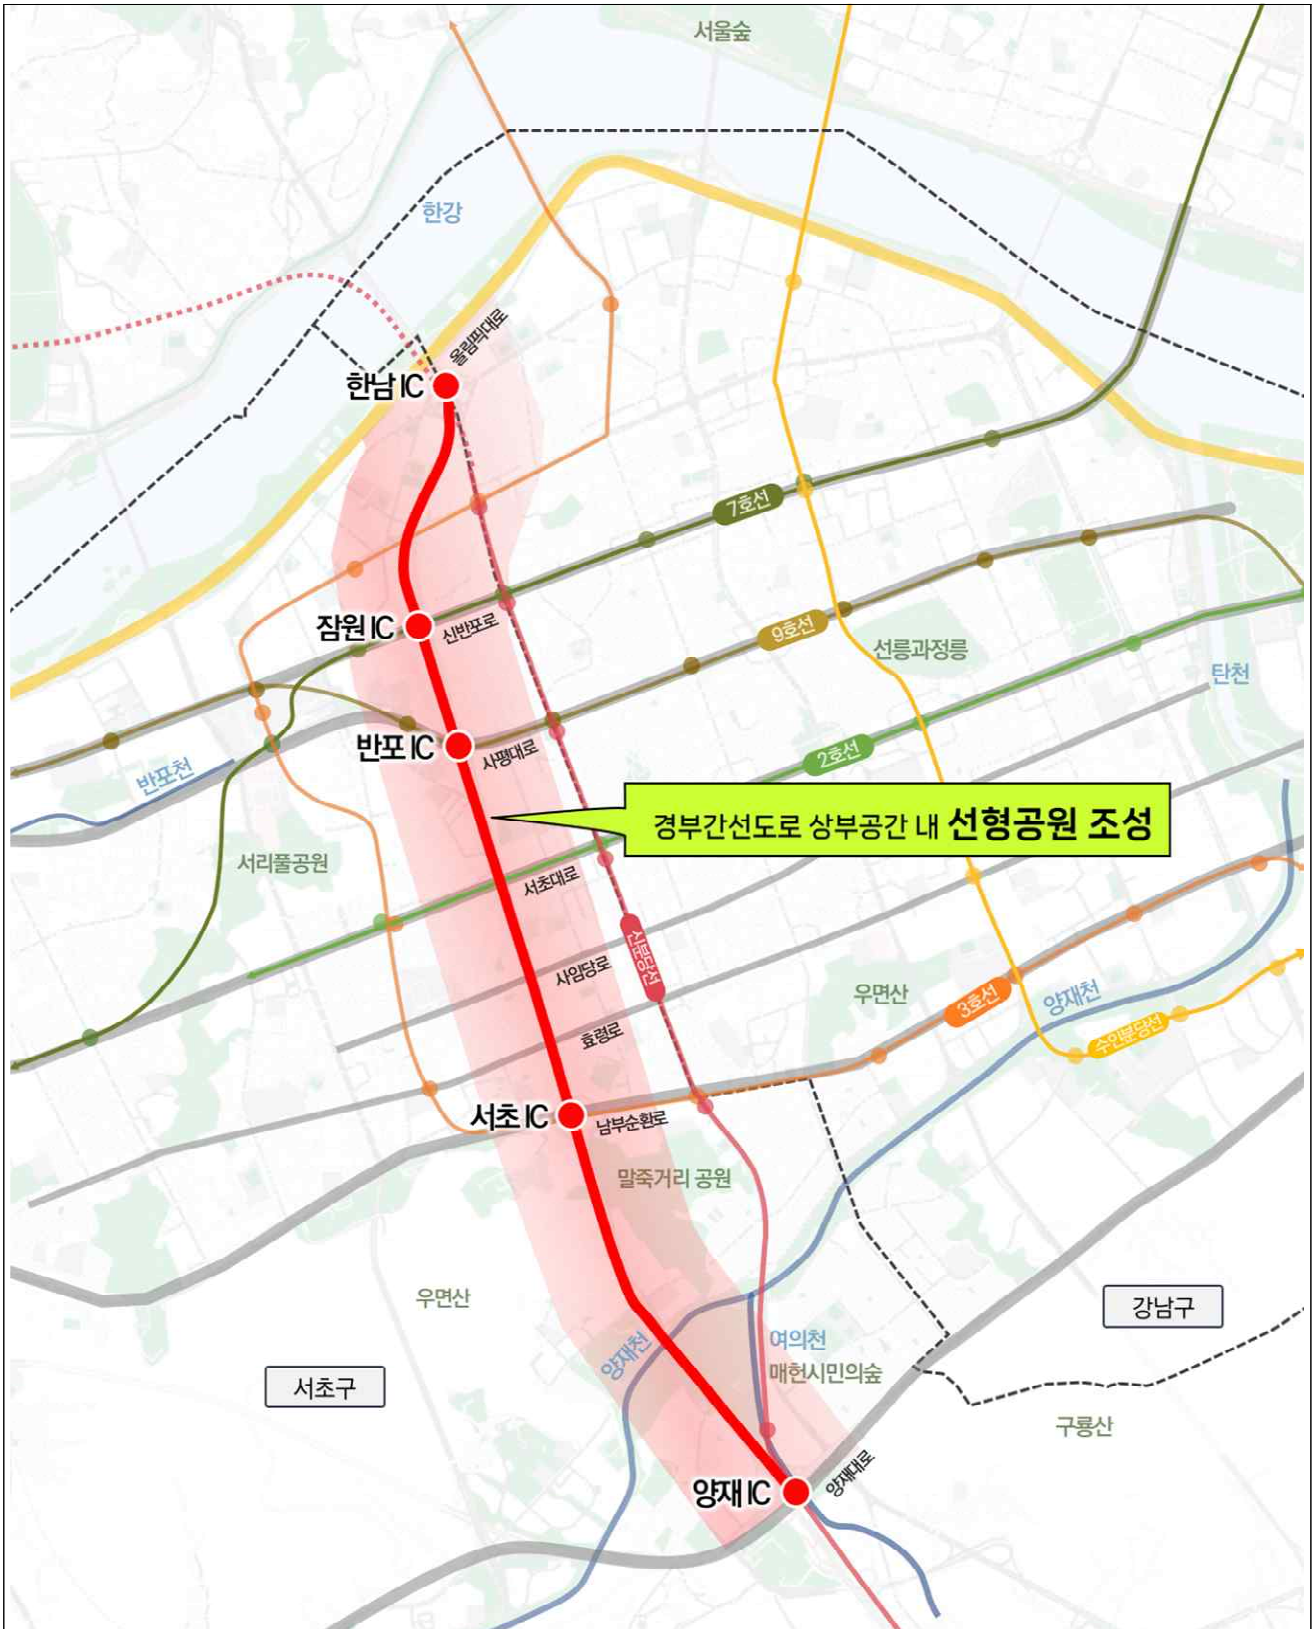 서울숲
한강
올림픽대로
한남 IC
7호선
잠원 IC
신반포로
9호선
선릉과정릉
탄천
반포 IC
사평대로
2호선
반포천
경부간선도로 상부공간 내 선형공원 조성
서리풀공원
서초대로
신분당선
사임당로
우면산
3호선
양재천
수인분당선
효령로
서초 IC
남부순환로
말죽거리 공원
우면산
강남구
여의천
양재천
매헌시민의숲
서초구
구룡산
양재대로
양재 IC